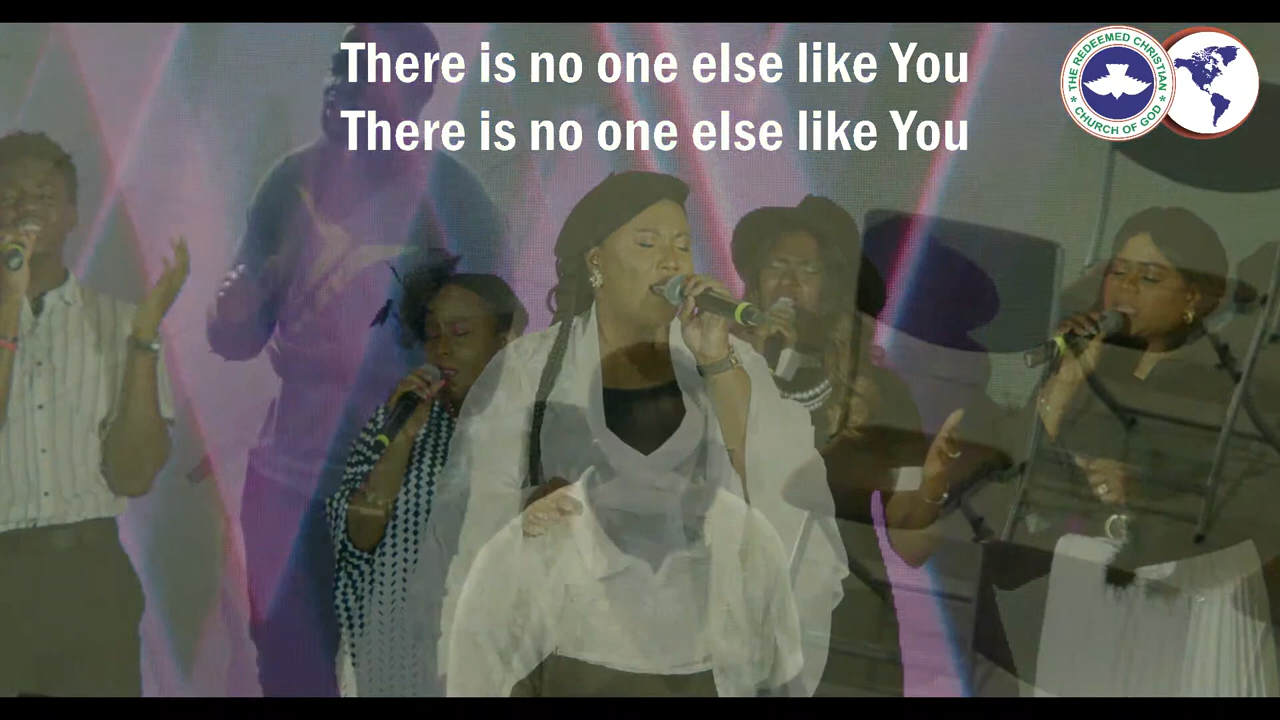 There is no one else like You
There is no one else like You
THE REDEEMED CHRISTIAN
CHURCH OF GOD